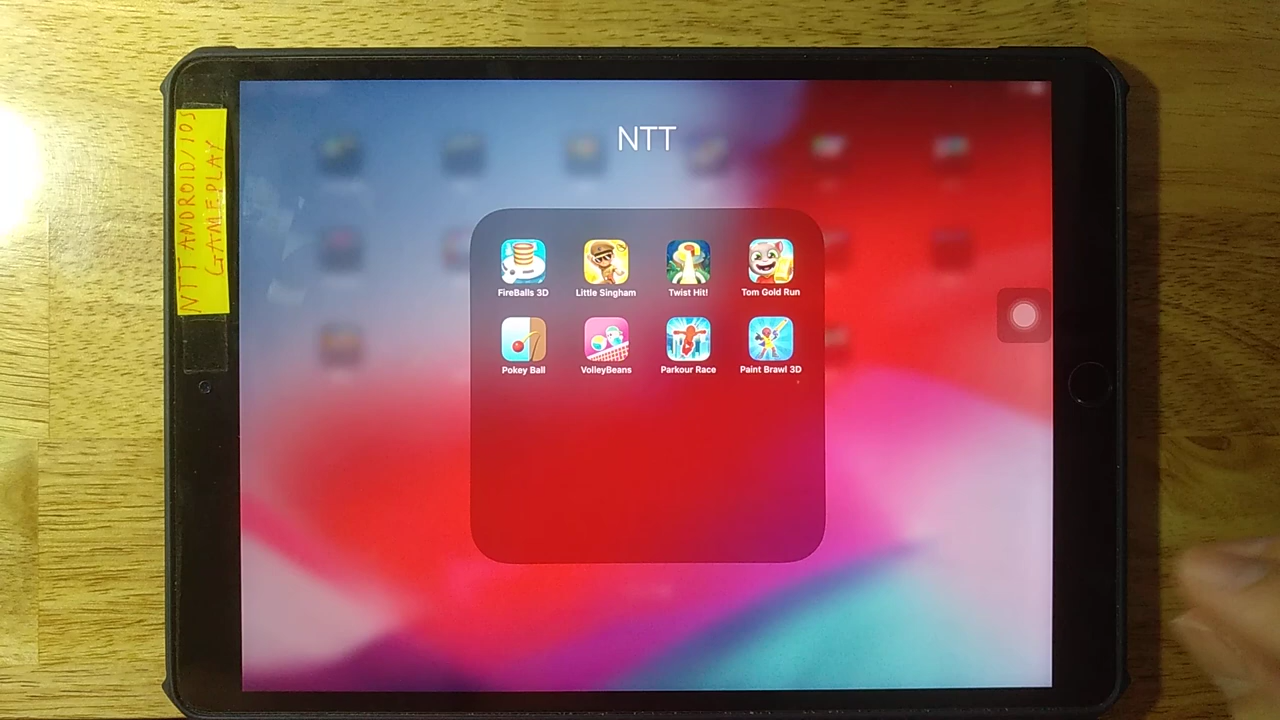 NTT ANDROID/IOS
GAMEPLAY
NTT
FireBalls 3D
Little Singham
Twist Hit!
Tom Gold Run
Pokey Ball
VolleyBeans
Parkour Race
Paint Brawl 3D